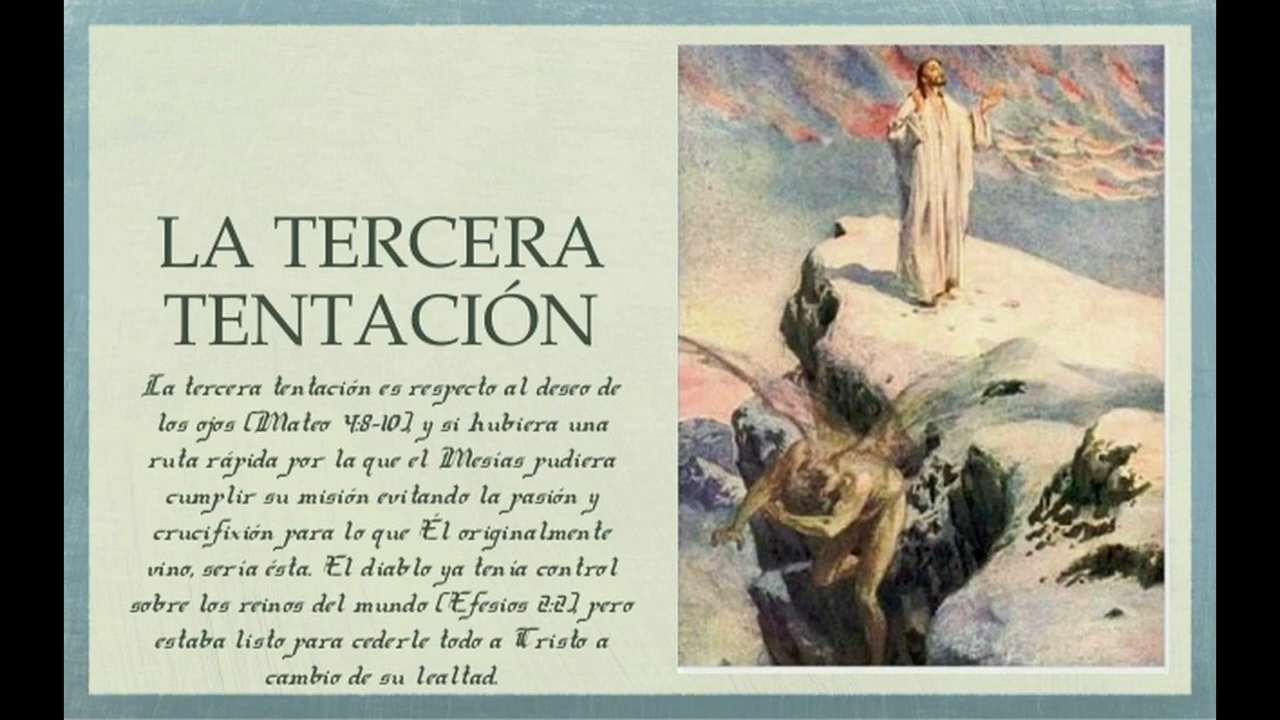 LA TERCERA
TENTACIÓN
La tercera tentación es respecto al deseo de
los ojos (Mateo 4:8-10), y si hubiera una
ruta rápida por la que el Mesías pudiera
cumplir su misión evitando la pasión y
crucifixión para lo que Él originalmente
vino, sería ésta. El diablo ya tenía control
sobre los reinos del mundo (Efesios 2:2), pero
estaba listo para cederle todo a Cristo a
cambio de su lealtad.